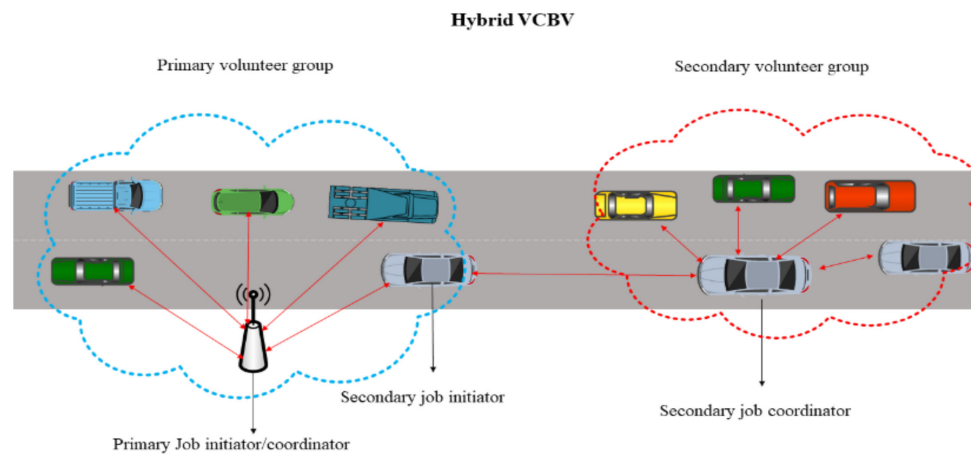 Hybrid VCBV
Primary volunteer group
Secondary volunteer group
Secondary job initiator
Secondary job coordinator
Primary Job initiator/coordinator